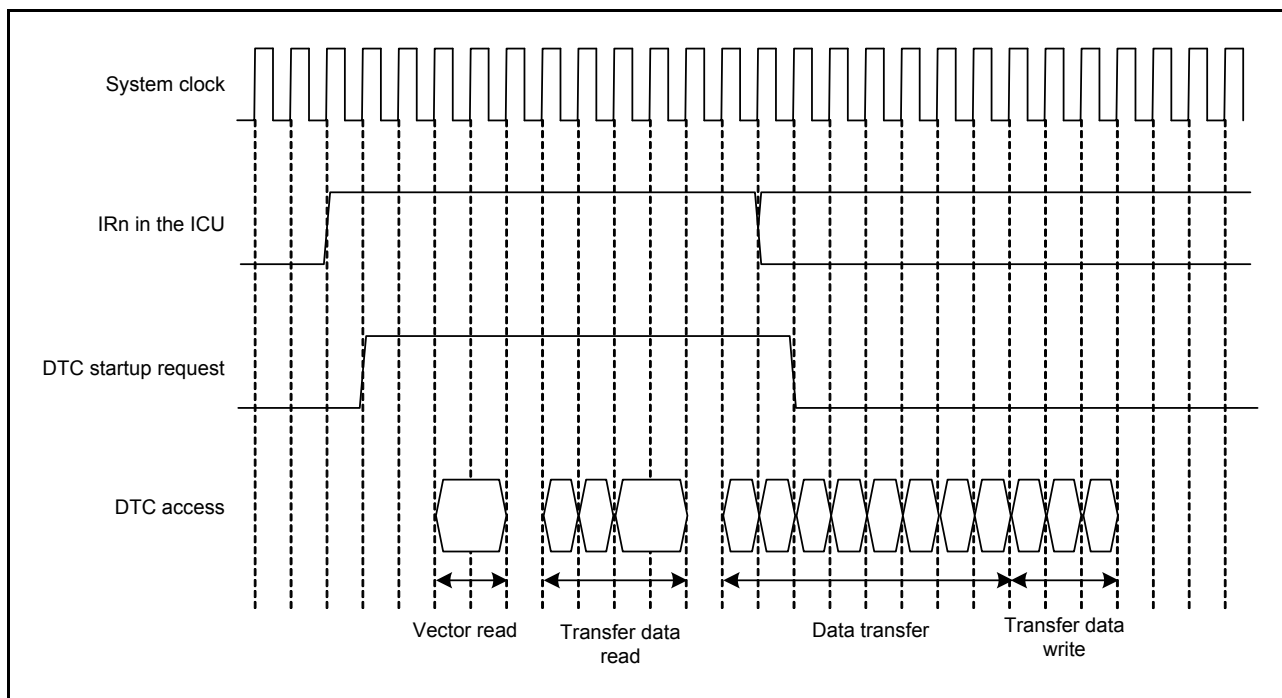 System clock
IRn in the ICU
DTC startup request
DTC access
Vector read
Transfer data
read
Data transfer
Transfer data
write